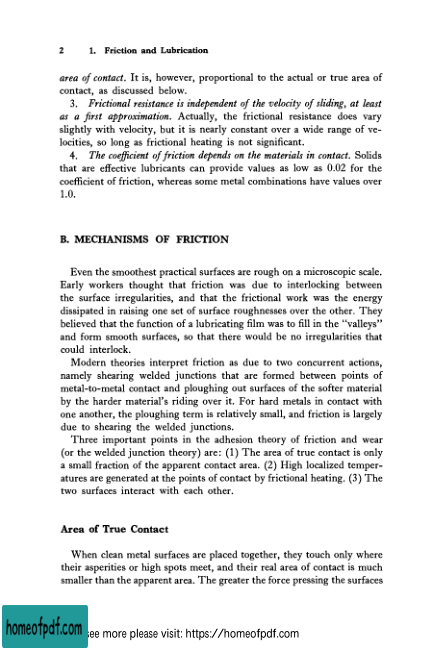 2 1. Friction and Lubrication
area of contact. It is, however, proportional to the actual or true area of
contact, as discussed below.
3. Frictional resistance is independent of the velocity of sliding, at least
as a first approximation. Actually, the frictional resistance does vary
slightly with velocity, but it is nearly constant over a wide range of ve-
locities, so long as frictional heating is not significant.
4. The coefficient of friction depends on the materials in contact. Solids
that are effective lubricants can provide values as low as 0.02 for the
coefficient of friction, whereas some metal combinations have values over
1.0.
B. MECHANISMS OF FRICTION
Even the smoothest practical surfaces are rough on a microscopic scale.
Early workers thought that friction was due to interlocking between
the surface irregularities, and that the frictional work was the energy
dissipated in raising one set of surface roughnesses over the other. They
believed that the function of a lubricating film was to fill in the "valleys"
and form smooth surfaces, so that there would be no irregularities that
could interlock.
Modern theories interpret friction as due to two concurrent actions,
namely shearing welded junctions that are formed between points of
metal-to-metal contact and ploughing out surfaces of the softer material
by the harder material's riding over it. For hard metals in contact with
one another, the ploughing term is relatively small, and friction is largely
due to shearing the welded junctions.
Three important points in the adhesion theory of friction and wear
(or the welded junction theory) are: (1) The area of true contact is only
a small fraction of the apparent contact area. (2) High localized temper-
atures are generated at the points of contact by frictional heating. (3) The
two surfaces interact with each other.
Area of True Contact
When clean metal surfaces are placed together, they touch only where
their asperities or high spots meet, and their real area of contact is much
smaller than the apparent area. The greater the force pressing the surfaces
homeofpdf.com
see more please visit: https://homeofpdf.com